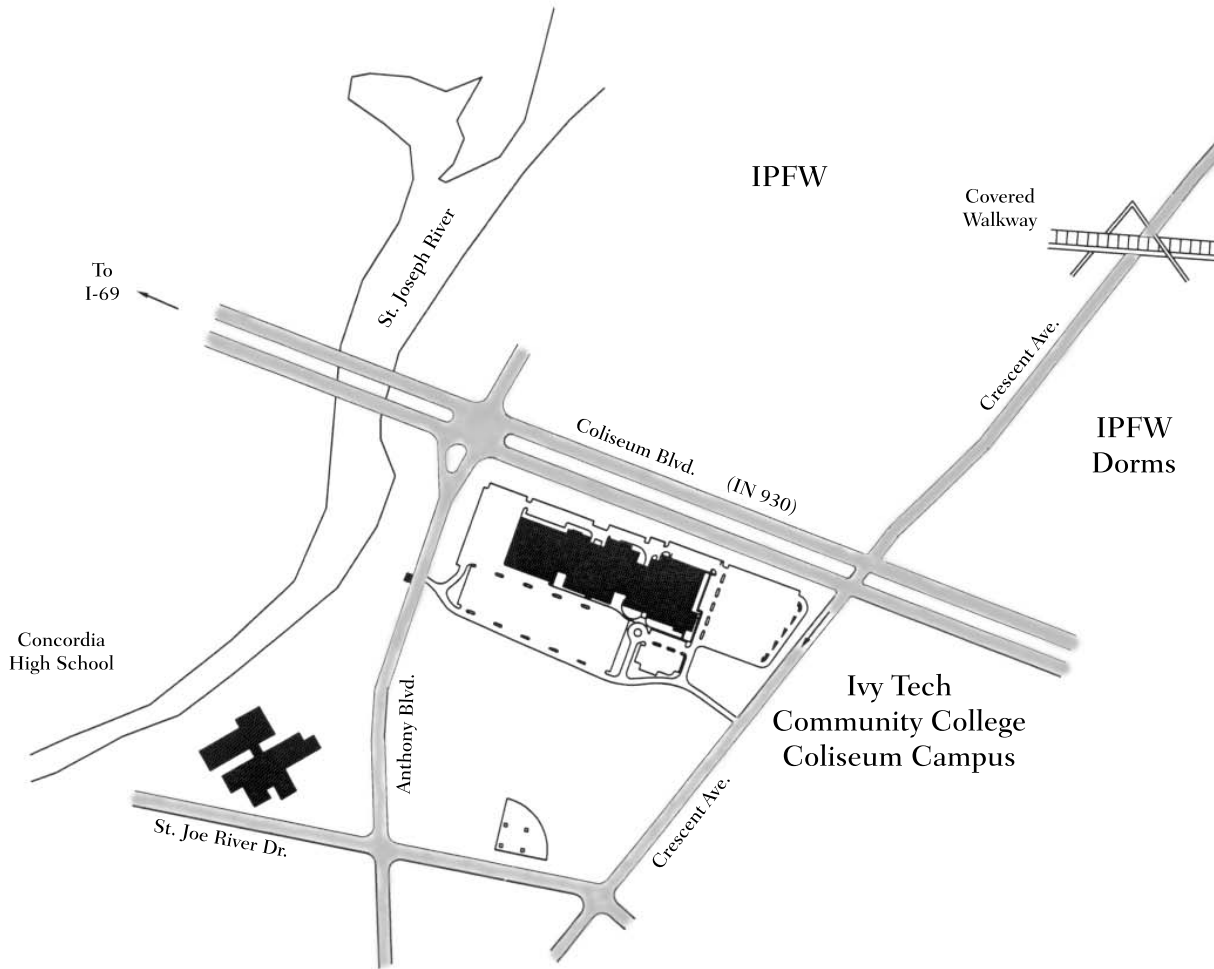 IPFW
Covered
Walkway
St. Joseph River
To
I-69
Crescent Ave.
IPFW
Dorms
Coliseum Blvd.
(IN 930)
Concordia
High School
Ivy Tech
Community College
Coliseum Campus
Anthony Blvd.
Crescent Ave.
St. Joe River Dr.